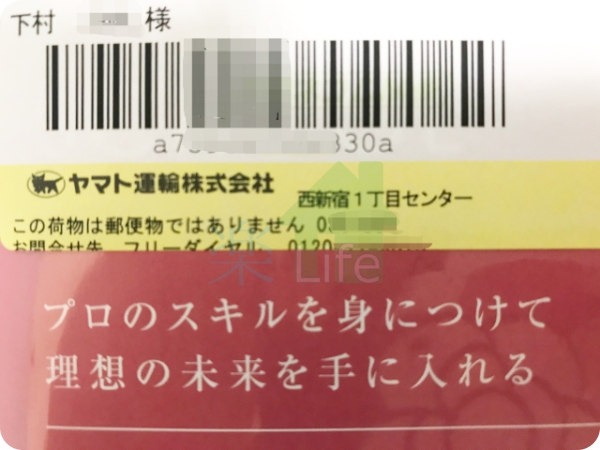 下村 様
a7 330a
ヤマト運輸株式会社 西新宿1丁目センター
この荷物は郵便物ではありません 0
お問合せ先 フリーダイヤル 0120
楽 Life
プロのスキルを身につけて
理想の未来を手に入れる